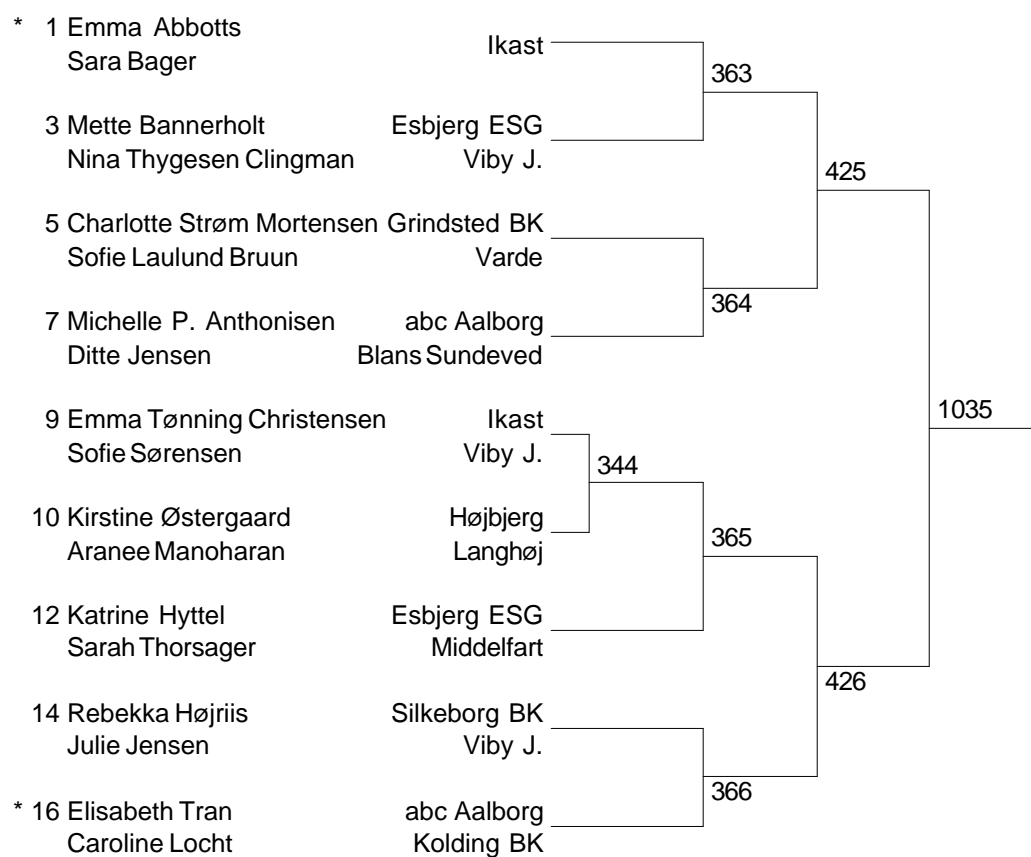 * 1 Emma Abbotts Ikast
Sara Bager
363
3 Mette Bannerholt Esbjerg ESG
Nina Thygesen Clingman Viby J.
425
5 Charlotte Strøm Mortensen Grindsted BK
Sofie Laulund Bruun Varde
364
7 Michelle P. Anthonisen abc Aalborg
Ditte Jensen Blans Sundeved
9 Emma Tønning Christensen Ikast
1035
Sofie Sørensen Viby J.
344
10 Kirstine Østergaard Højbjerg
365
Aranee Manoharan Langhøj
12 Katrine Hyttel Esbjerg ESG
Sarah Thorsager Middelfart
426
14 Rebekka Højriis Silkeborg BK
Julie Jensen Viby J.
366
* 16 Elisabeth Tran abc Aalborg
Caroline Locht Kolding BK